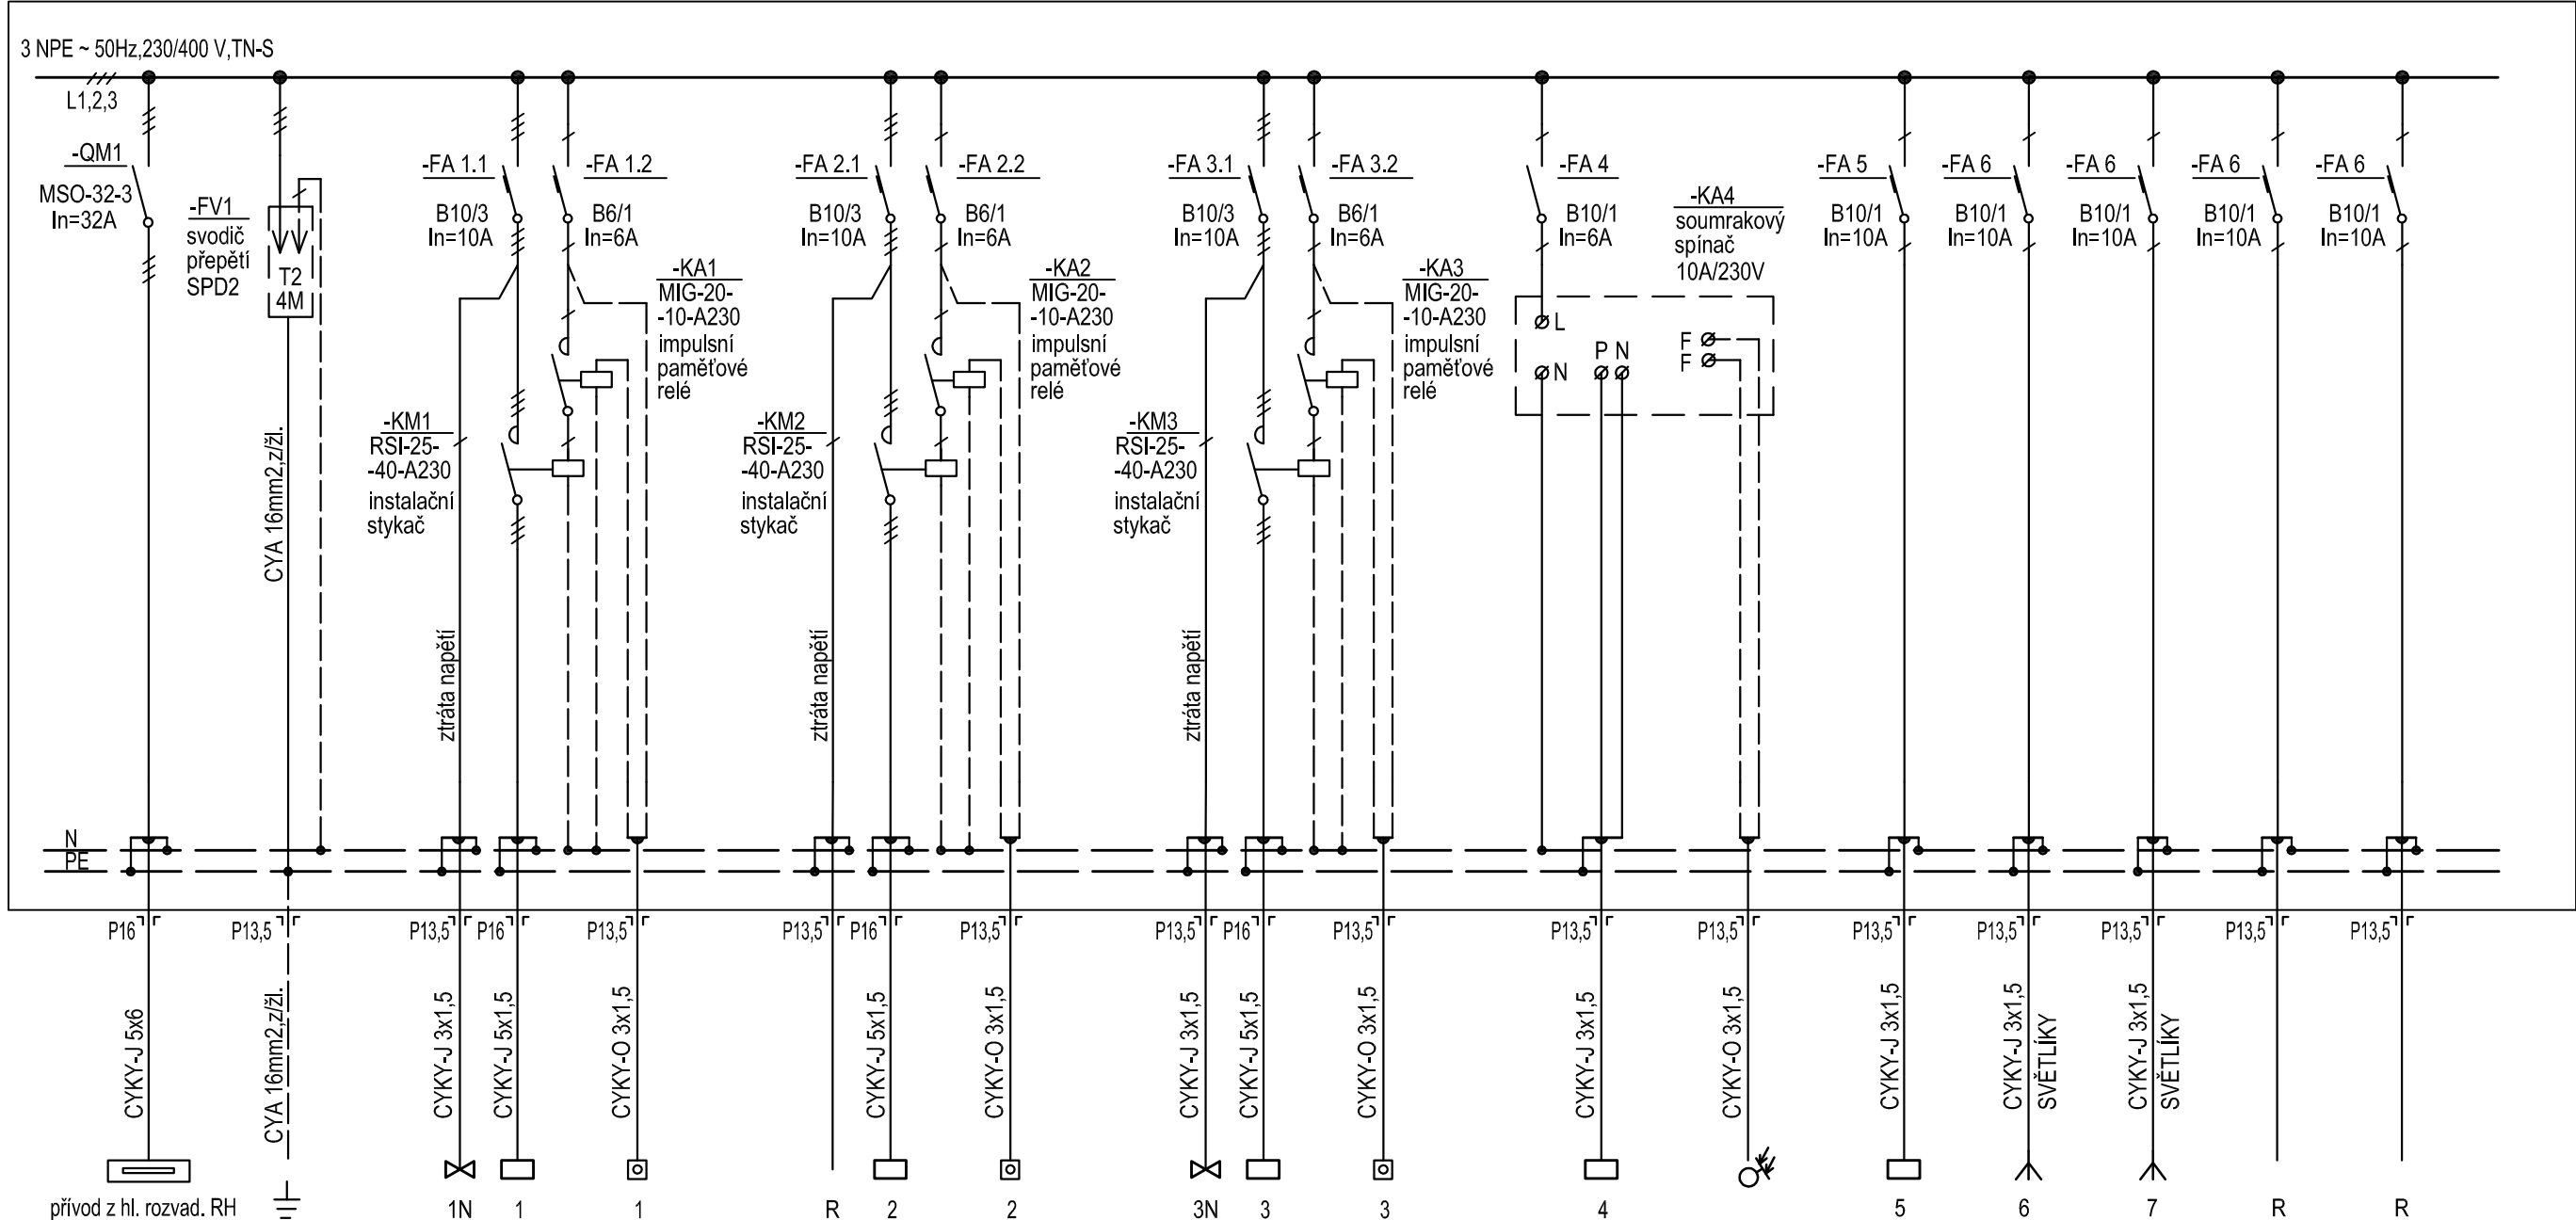 3 NPE ~ 50Hz,230/400 V,TN-S
L1,2,3
-QM1
MSO-32-3
In=32A
-FV1
svodič
přepětí
SPD2
T2
4M
CYA 16mm2,z/žl.
-FA 1.1
B10/3
In=10A
-FA 1.2
B6/1
In=6A
-KA1
MIG-20-
-10-A230
impulsní
paměťové
relé
-KM1
RSI-25-
-40-A230
instalační
stykač
ztráta napětí
-FA 2.1
B10/3
In=10A
-FA 2.2
B6/1
In=6A
-KA2
MIG-20-
-10-A230
impulsní
paměťové
relé
-KM2
RSI-25-
-40-A230
instalační
stykač
ztráta napětí
-FA 3.1
B10/3
In=10A
-FA 3.2
B6/1
In=6A
-KA3
MIG-20-
-10-A230
impulsní
paměťové
relé
-KM3
RSI-25-
-40-A230
instalační
stykač
ztráta napětí
-FA 4
B10/1
In=6A
-KA4
soumrakový
spínač
10A/230V
L
N
P N
F
F
-FA 5
B10/1
In=10A
-FA 6
B10/1
In=10A
-FA 6
B10/1
In=10A
-FA 6
B10/1
In=10A
-FA 6
B10/1
In=10A
N
PE
P16
P13,5
P13,5
P16
P13,5
P13,5
P16
P13,5
P13,5
P16
P13,5
P13,5
P13,5
P13,5
P13,5
P13,5
P13,5
P13,5
CYKY-J 5x6
CYA 16mm2,z/žl.
CYKY-J 3x1,5
CYKY-J 5x1,5
CYKY-O 3x1,5
CYKY-J 5x1,5
CYKY-O 3x1,5
CYKY-J 3x1,5
CYKY-J 5x1,5
CYKY-O 3x1,5
CYKY-J 3x1,5
CYKY-O 3x1,5
CYKY-J 3x1,5
CYKY-J 3x1,5
SVĚTLÍKY
CYKY-J 3x1,5
SVĚTLÍKY
přívod z hl. rozvad. RH
1N
1
1
R
2
2
3N
3
3
4
5
6
7
R
R